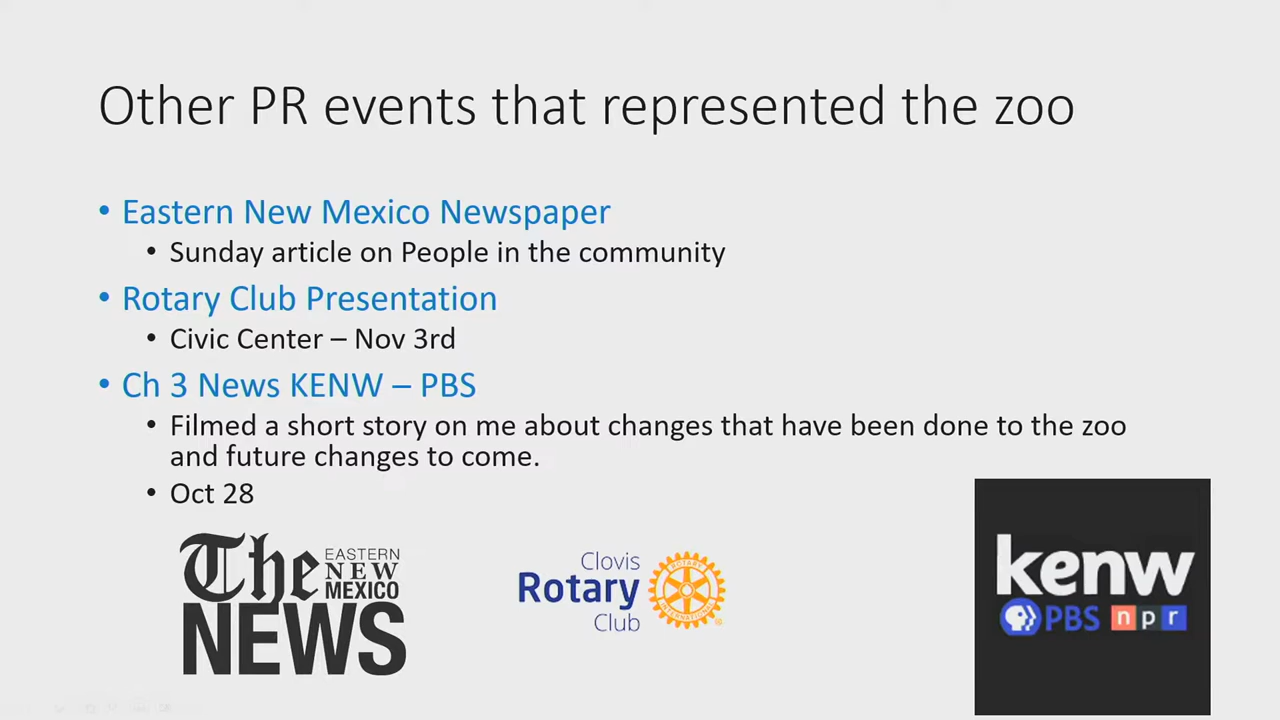 Other PR events that represented the zoo
• Eastern New Mexico Newspaper
• Sunday article on People in the community
• Rotary Club Presentation
• Civic Center – Nov 3rd
• Ch 3 News KENW – PBS
• Filmed a short story on me about changes that have been done to the zoo
and future changes to come.
• Oct 28
The EASTERN
NEW
MEXICO
NEWS
Clovis
Rotary
Club
ROTARY
INTERNATIONAL
kenw
PBS npr